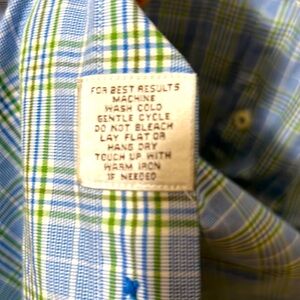 FOR BEST RESULTS
MACHINE
WASH COLD
GENTLE CYCLE
DO NOT BLEACH
LAY FLAT OR
HANG DRY
TOUCH UP WITH
WARM IRON
IF NEEDED